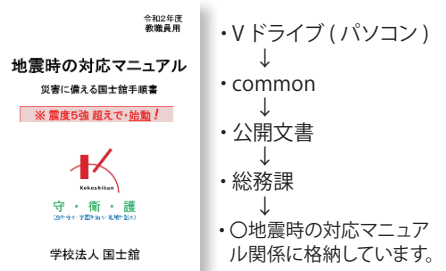 令和2年度
教職員用
地震時の対応マニュアル
災害に備える国士舘手順書
※ 震度5強 超えで・始動！
Kokushikan
守・衛・護
学校法人 国士舘
・Vドライブ ( パソコン )
↓
・common
↓
・公開文書
↓
・総務課
↓
・〇地震時の対応マニュア
ル関係に格納しています。